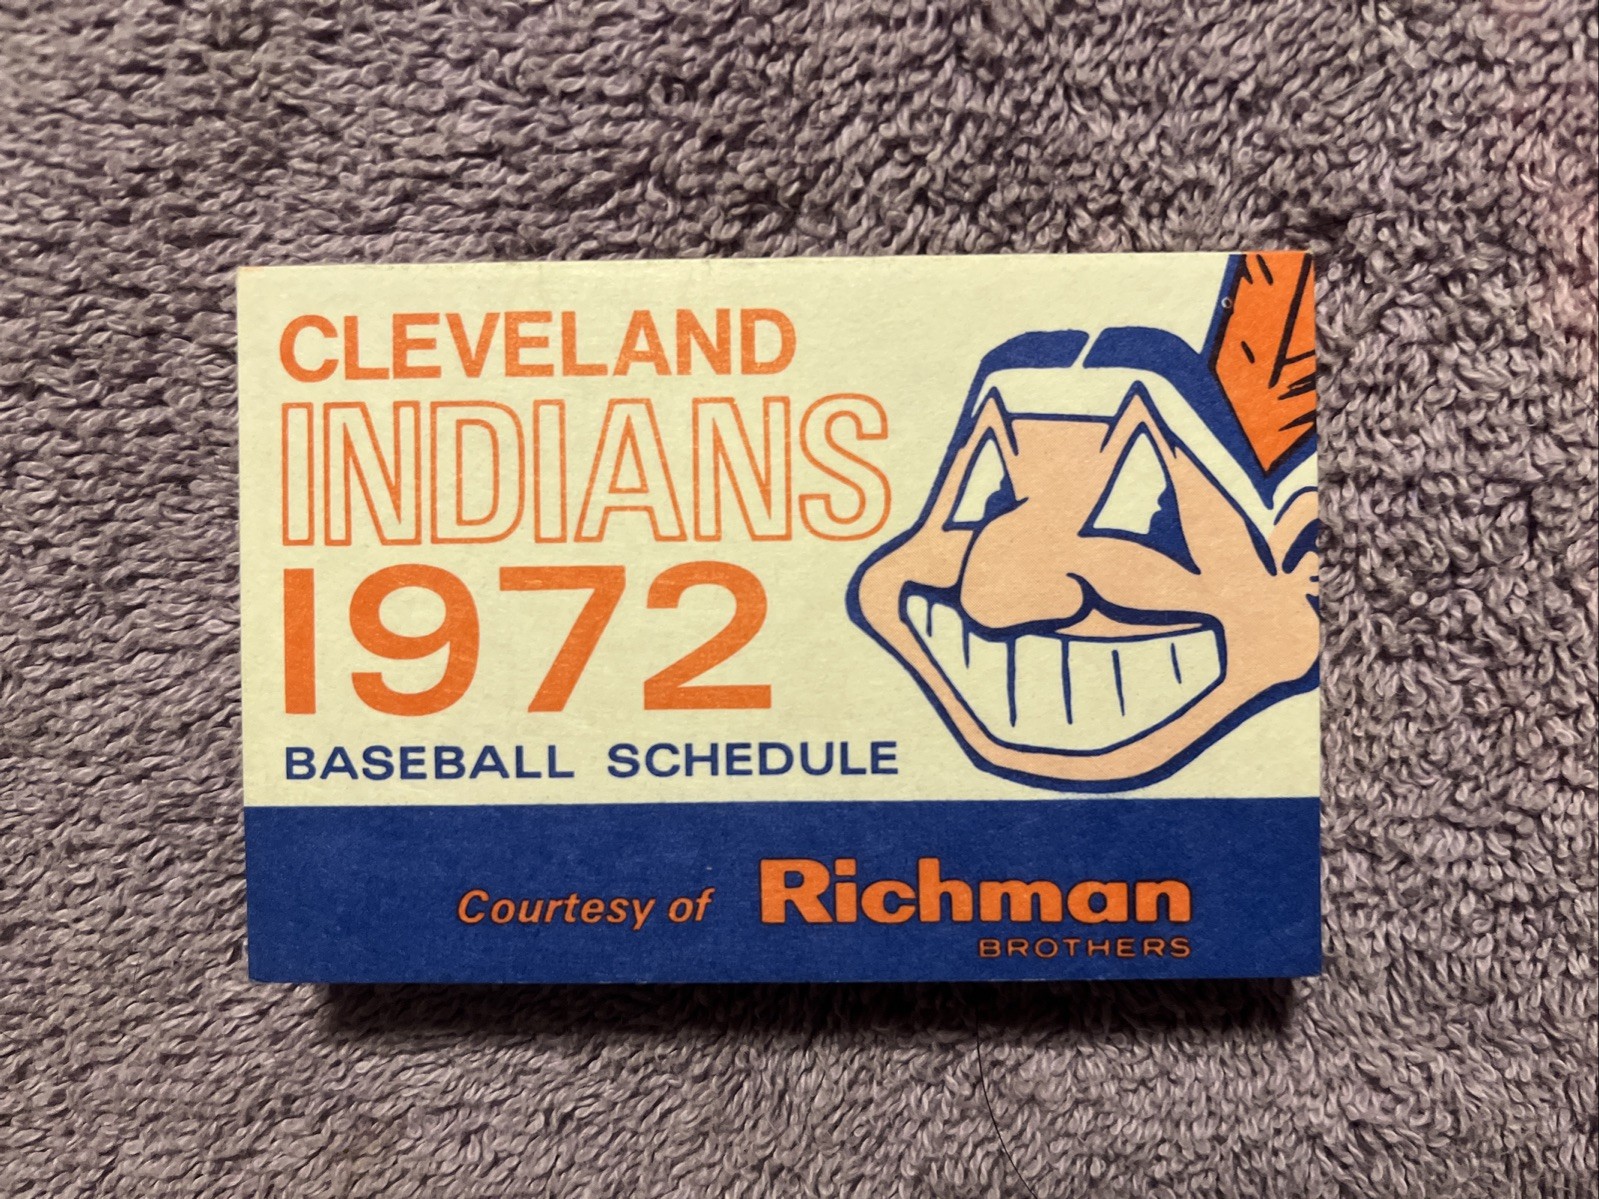 CLEVELAND
INDIANS
1972
BASEBALL SCHEDULE
Courtesy of Richman
BROTHERS